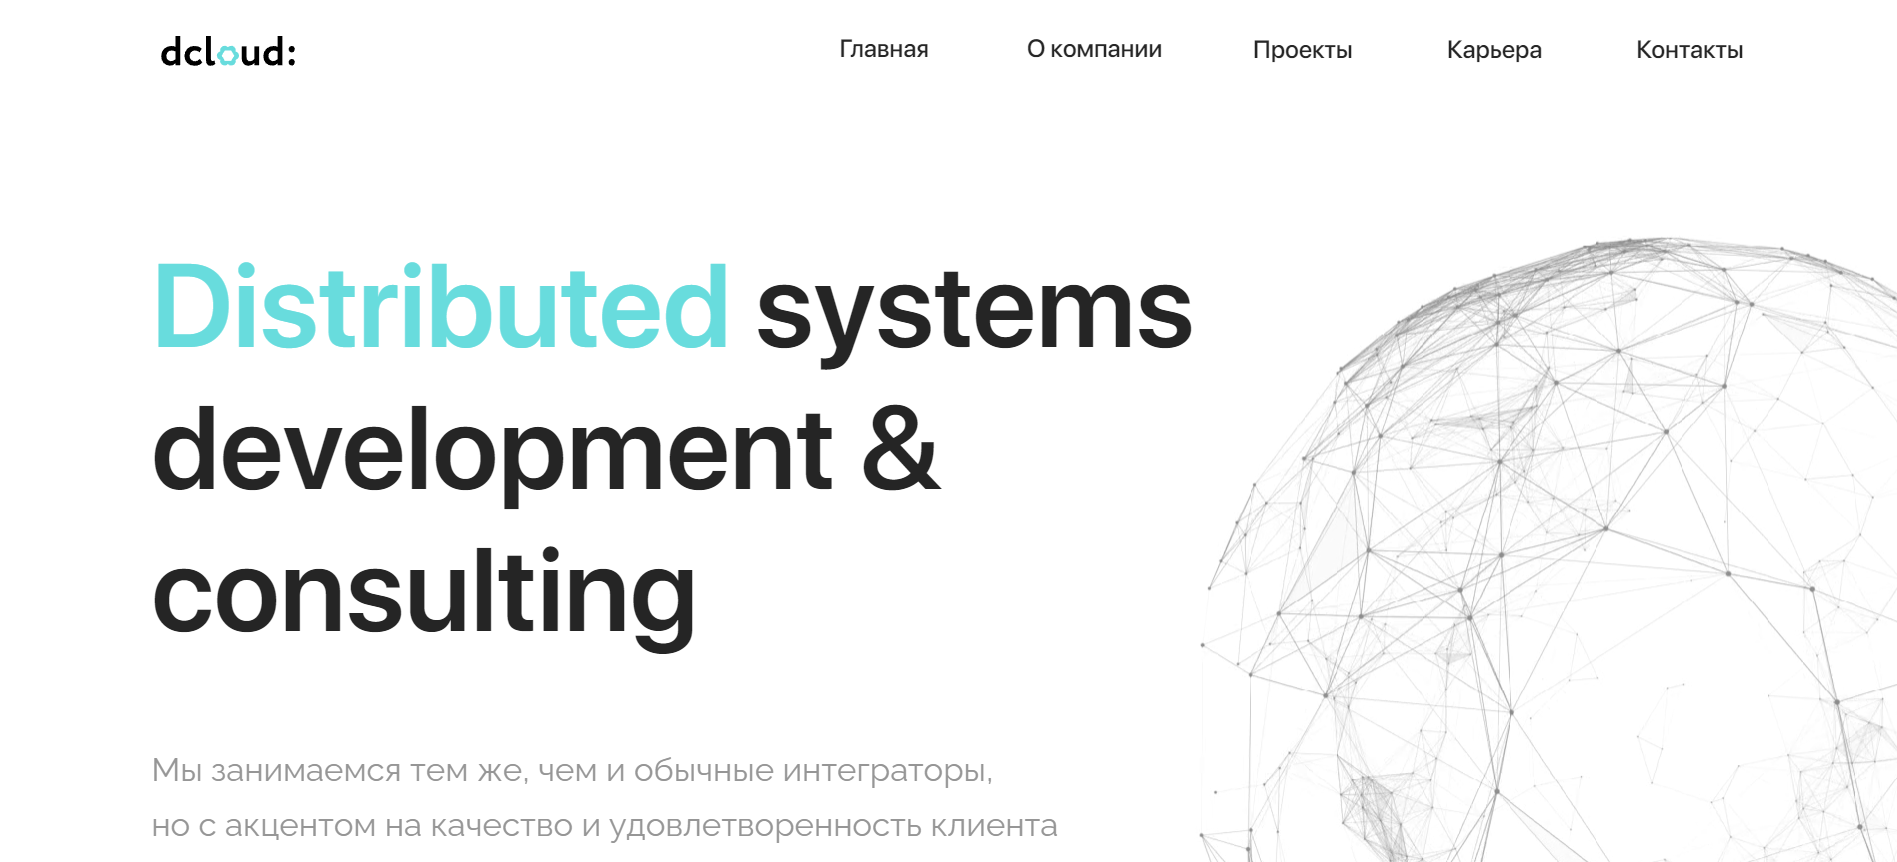 dcloud:
Главная О компании Проекты Карьера Контакты
Distributed systems
development &
consulting
Мы занимаемся тем же, чем и обычные интеграторы,
но с акцентом на качество и удовлетворенность клиента